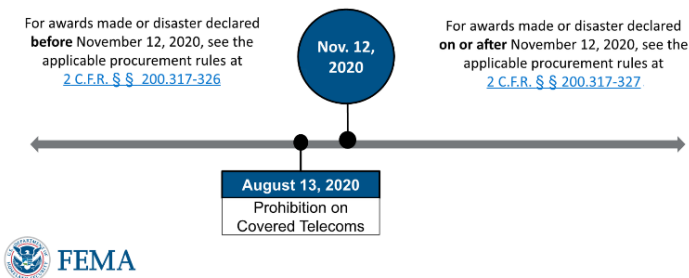 For awards made or disaster declared
before November 12, 2020, see the
applicable procurement rules at
2 C.F.R. § § 200.317-326
Nov. 12,
2020
For awards made or disaster declared
on or after November 12, 2020, see the
applicable procurement rules at
2 C.F.R. § § 200.317-327
August 13, 2020
Prohibition on
Covered Telecoms
FEMA